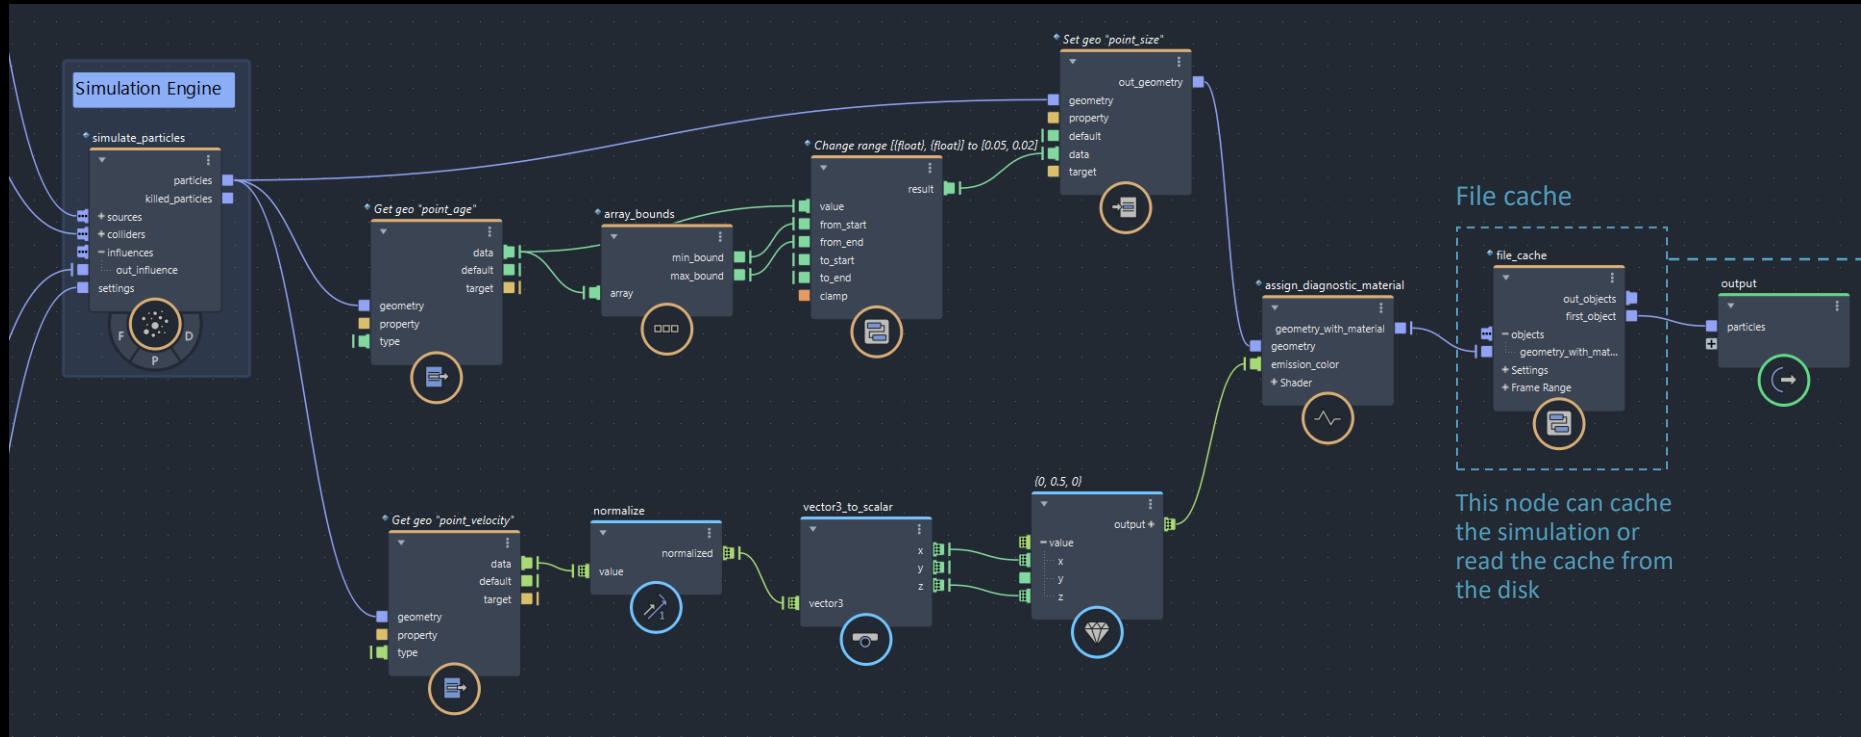 Simulation Engine
simulate_particles
particles
killed_particles
sources
colliders
influences
out_influence
settings
F
P
D
Get geo "point_age"
data
default
target
geometry
property
type
array_bounds
min_bound
max_bound
array
Change range [{float}, {float}] to [0.05, 0.02]
result
value
from_start
from_end
to_start
to_end
clamp
Set geo "point_size"
out_geometry
geometry
property
default
data
target
Get geo "point_velocity"
data
default
target
geometry
property
type
normalize
normalized
value
1
vector3_to_scalar
x
y
z
vector3
{0, 0.5, 0}
output
value
x
y
z
assign_diagnostic_material
geometry_with_material
geometry
emission_color
Shader
File cache
file_cache
out_objects
first_object
objects
geometry_with_mat...
Settings
Frame Range
This node can cache
the simulation or
read the cache from
the disk
output
particles